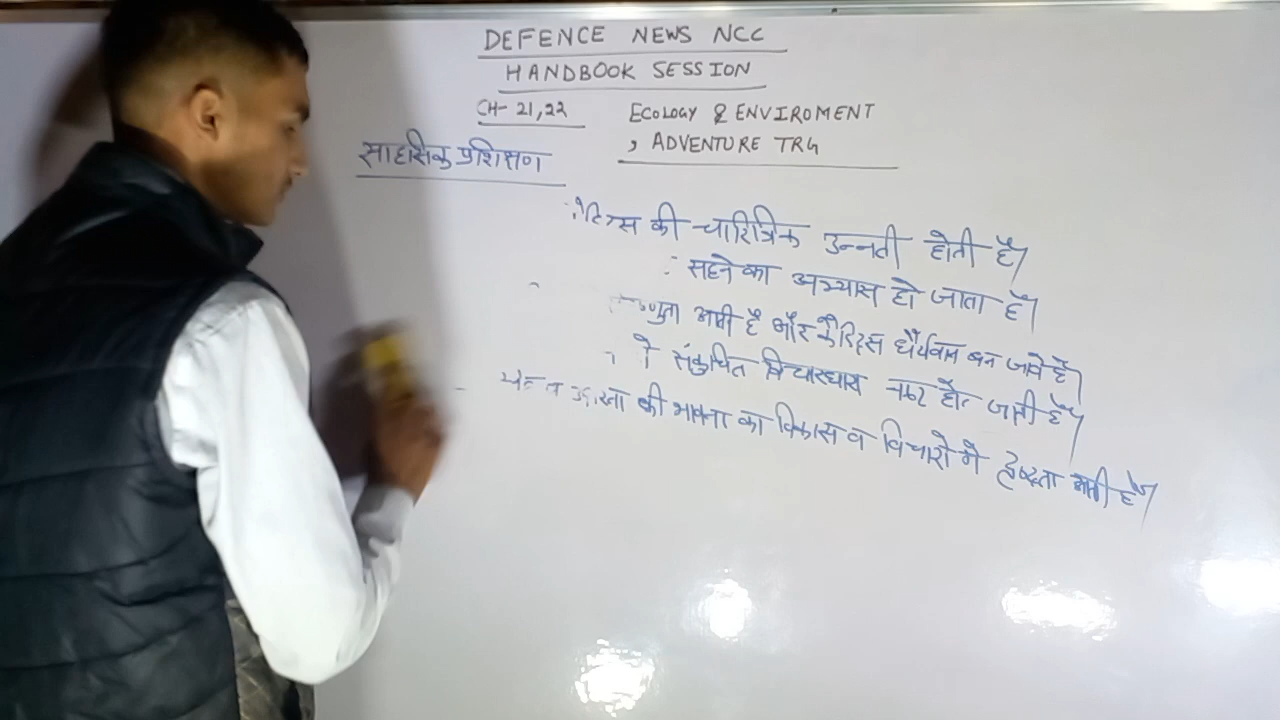 DEFENCE NEWS NCC
HANDBOOK SESSION
CH- 21,22 ECOLOGY & ENVIROMENT
, ADVENTURE TRG
साहसिक प्रशिक्षण
की चारित्रिक उन्नती होती है।
सहने का अभ्यास हो जाता है।
आती है और कैडिट्स धैर्यवान बन जाते है।
संकुचित विचारधारा नष्ट हो जाती है।
व की भावना का विकास व विचारो मे आती है।